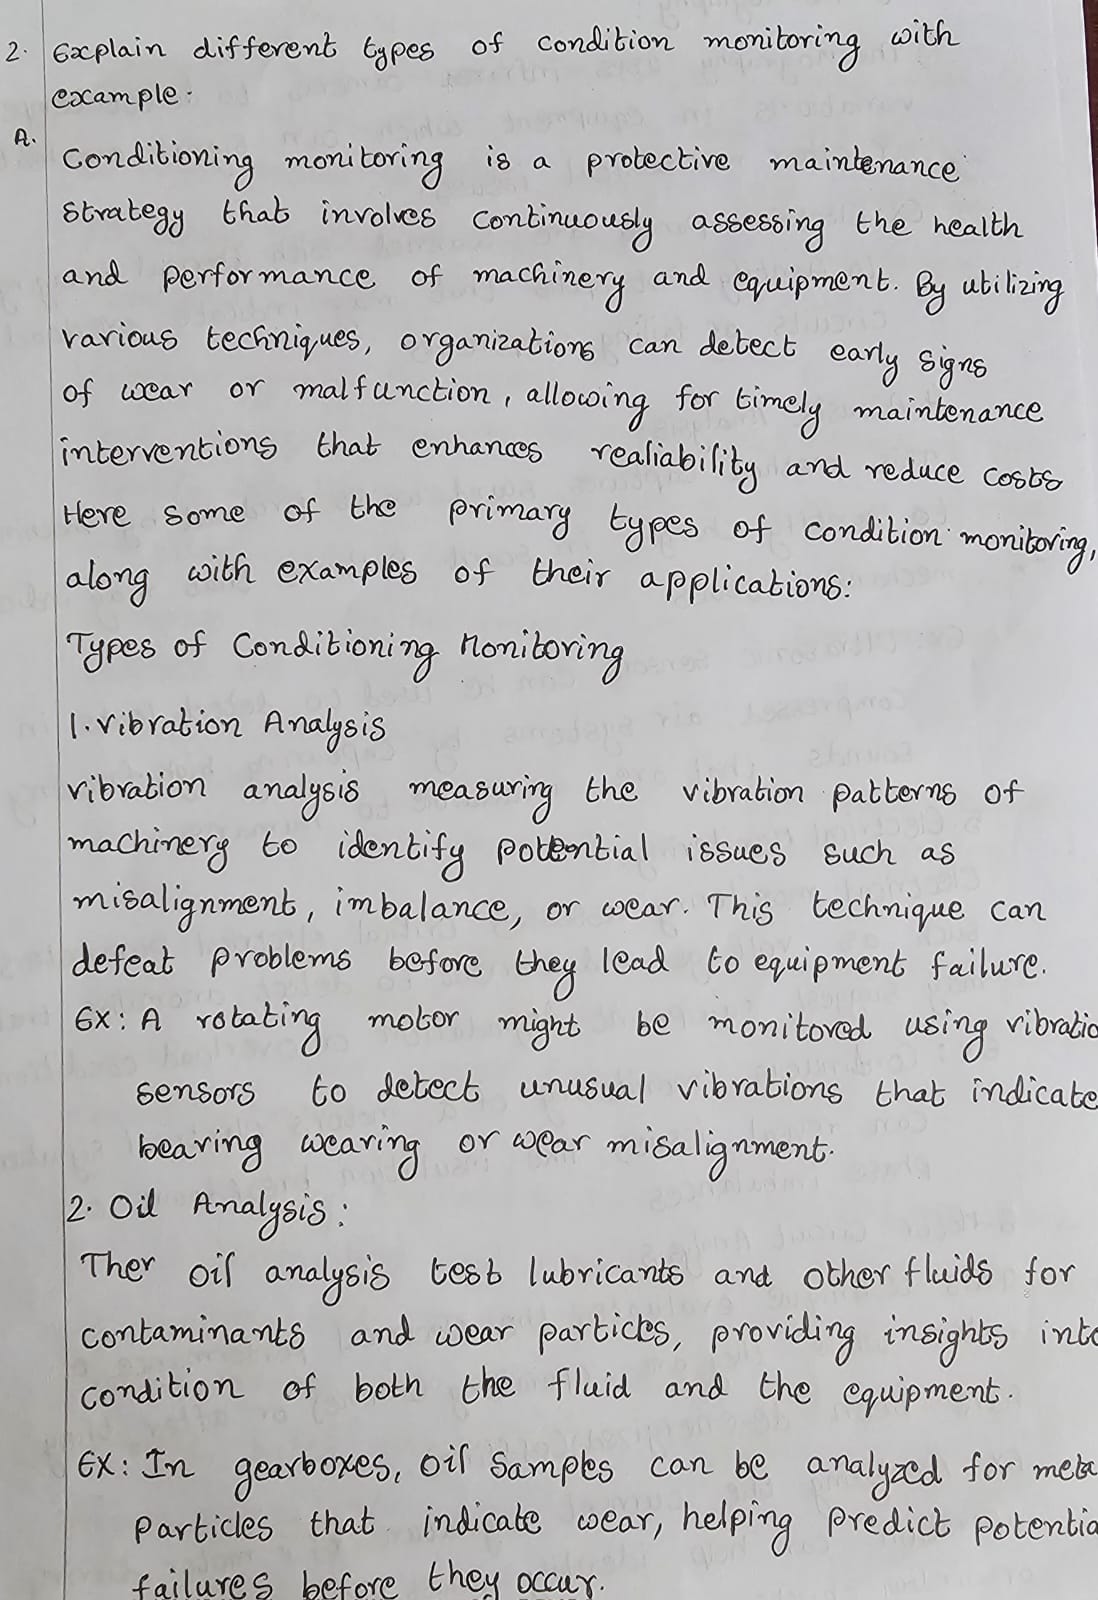 2. Explain different types of condition monitoring with
example.
A.
Conditioning monitoring is a protective maintenance
strategy that involves continuously assessing the health
and performance of machinery and equipment. By utilizing
various techniques, organizations can detect early signs
of wear or malfunction, allowing for timely maintenance
interventions that enhances realiability and reduce costs
Here some of the primary types of condition monitoring,
along with examples of their applications:
Types of Conditioning Monitoring
1. Vibration Analysis
vibration analysis measuring the vibration patterns of
machinery to identify potential issues such as
misalignment, imbalance, or wear. This technique can
defeat problems before they lead to equipment failure.
Ex: A rotating motor might be monitored using vibratio
sensors to detect unusual vibrations that indicate
bearing wearing or wear misalignment.
2. Oil Analysis:
Ther oil analysis test lubricants and other fluids for
contaminants and wear particles, providing insights into
condition of both the fluid and the equipment.
Ex: In gearboxes, oil samples can be analyzed for meta
particles that indicate wear, helping predict potentia
failures before they occur.